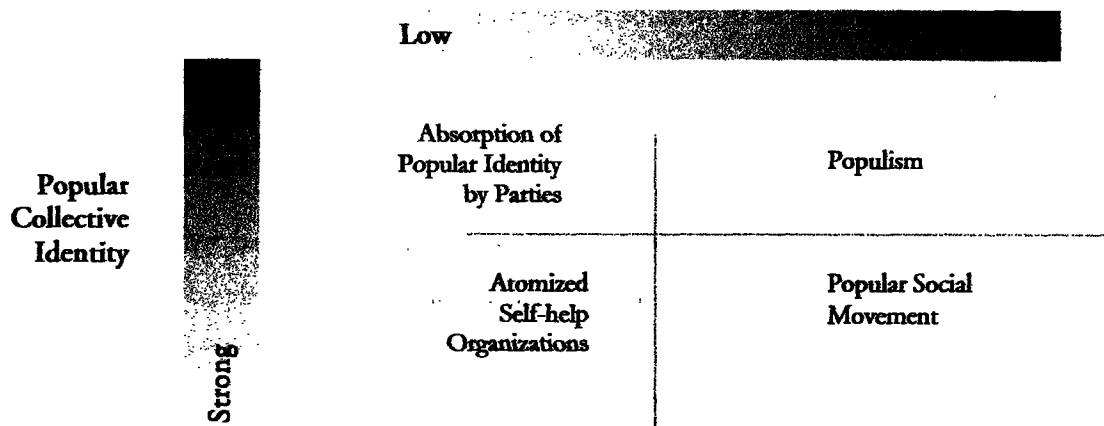 Low
Absorption of
Popular Identity
by Parties
Populism
Popular
Collective
Identity
Atomized
Self-help
Organizations
Popular Social
Movement
Strong